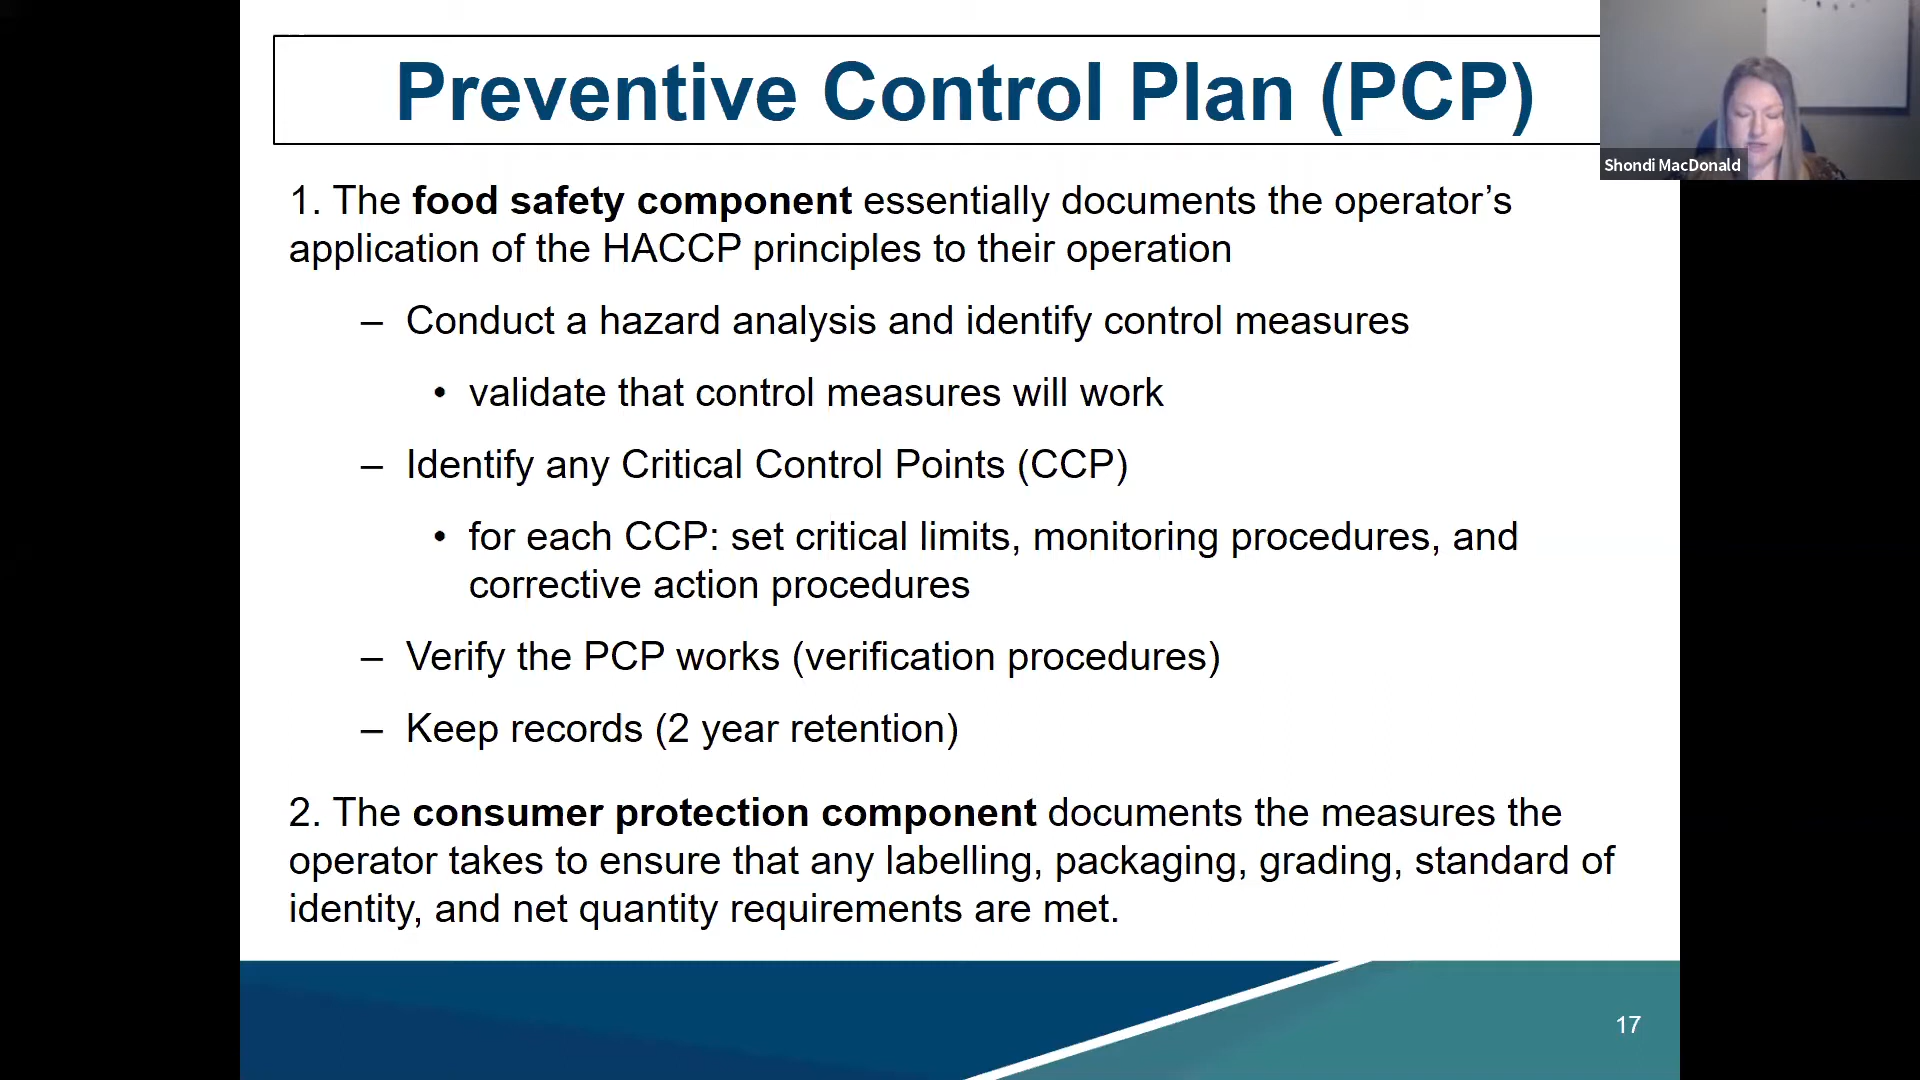 Preventive Control Plan (PCP)
Shondi MacDonald
1. The food safety component essentially documents the operator’s
application of the HACCP principles to their operation
– Conduct a hazard analysis and identify control measures
• validate that control measures will work
– Identify any Critical Control Points (CCP)
• for each CCP: set critical limits, monitoring procedures, and
corrective action procedures
– Verify the PCP works (verification procedures)
– Keep records (2 year retention)
2. The consumer protection component documents the measures the
operator takes to ensure that any labelling, packaging, grading, standard of
identity, and net quantity requirements are met.
17